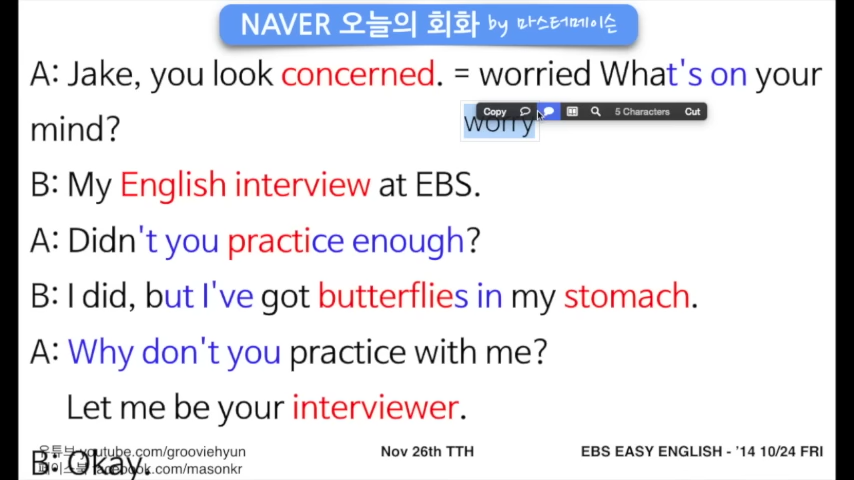 NAVER 오늘의 회화 by 마스터메이슨
A: Jake, you look concerned. = worried What's on your
mind?
worry
Copy 5 Characters Cut
B: My English interview at EBS.
A: Didn't you practice enough?
B: I did, but I've got butterflies in my stomach.
A: Why don't you practice with me?
Let me be your interviewer.
B: Okay.
유튜브 youtube.com/grooviehyun
페이스북 facebook.com/masonkr
Nov 26th TTH
EBS EASY ENGLISH - '14 10/24 FRI